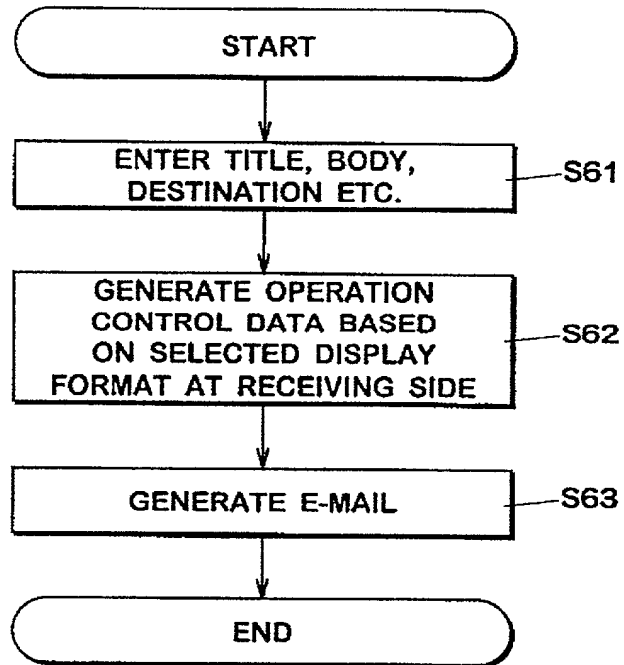 START
ENTER TITLE, BODY,
DESTINATION ETC.
S61
GENERATE OPERATION
CONTROL DATA BASED
ON SELECTED DISPLAY
FORMAT AT RECEIVING SIDE
S62
GENERATE E-MAIL
S63
END